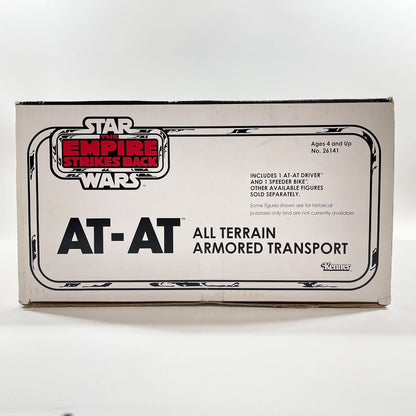 STAR
THE
EMPIRE
STRIKES BACK
WARS™
Ages 4 and Up
No. 26141
INCLUDES 1 AT-AT DRIVER™
AND 1 SPEEDER BIKE™.
OTHER AVAILABLE FIGURES
SOLD SEPARATELY.
Some figures shown are for historical
purposes only and are not currently available.
AT-AT™
ALL TERRAIN
ARMORED TRANSPORT
Kenner